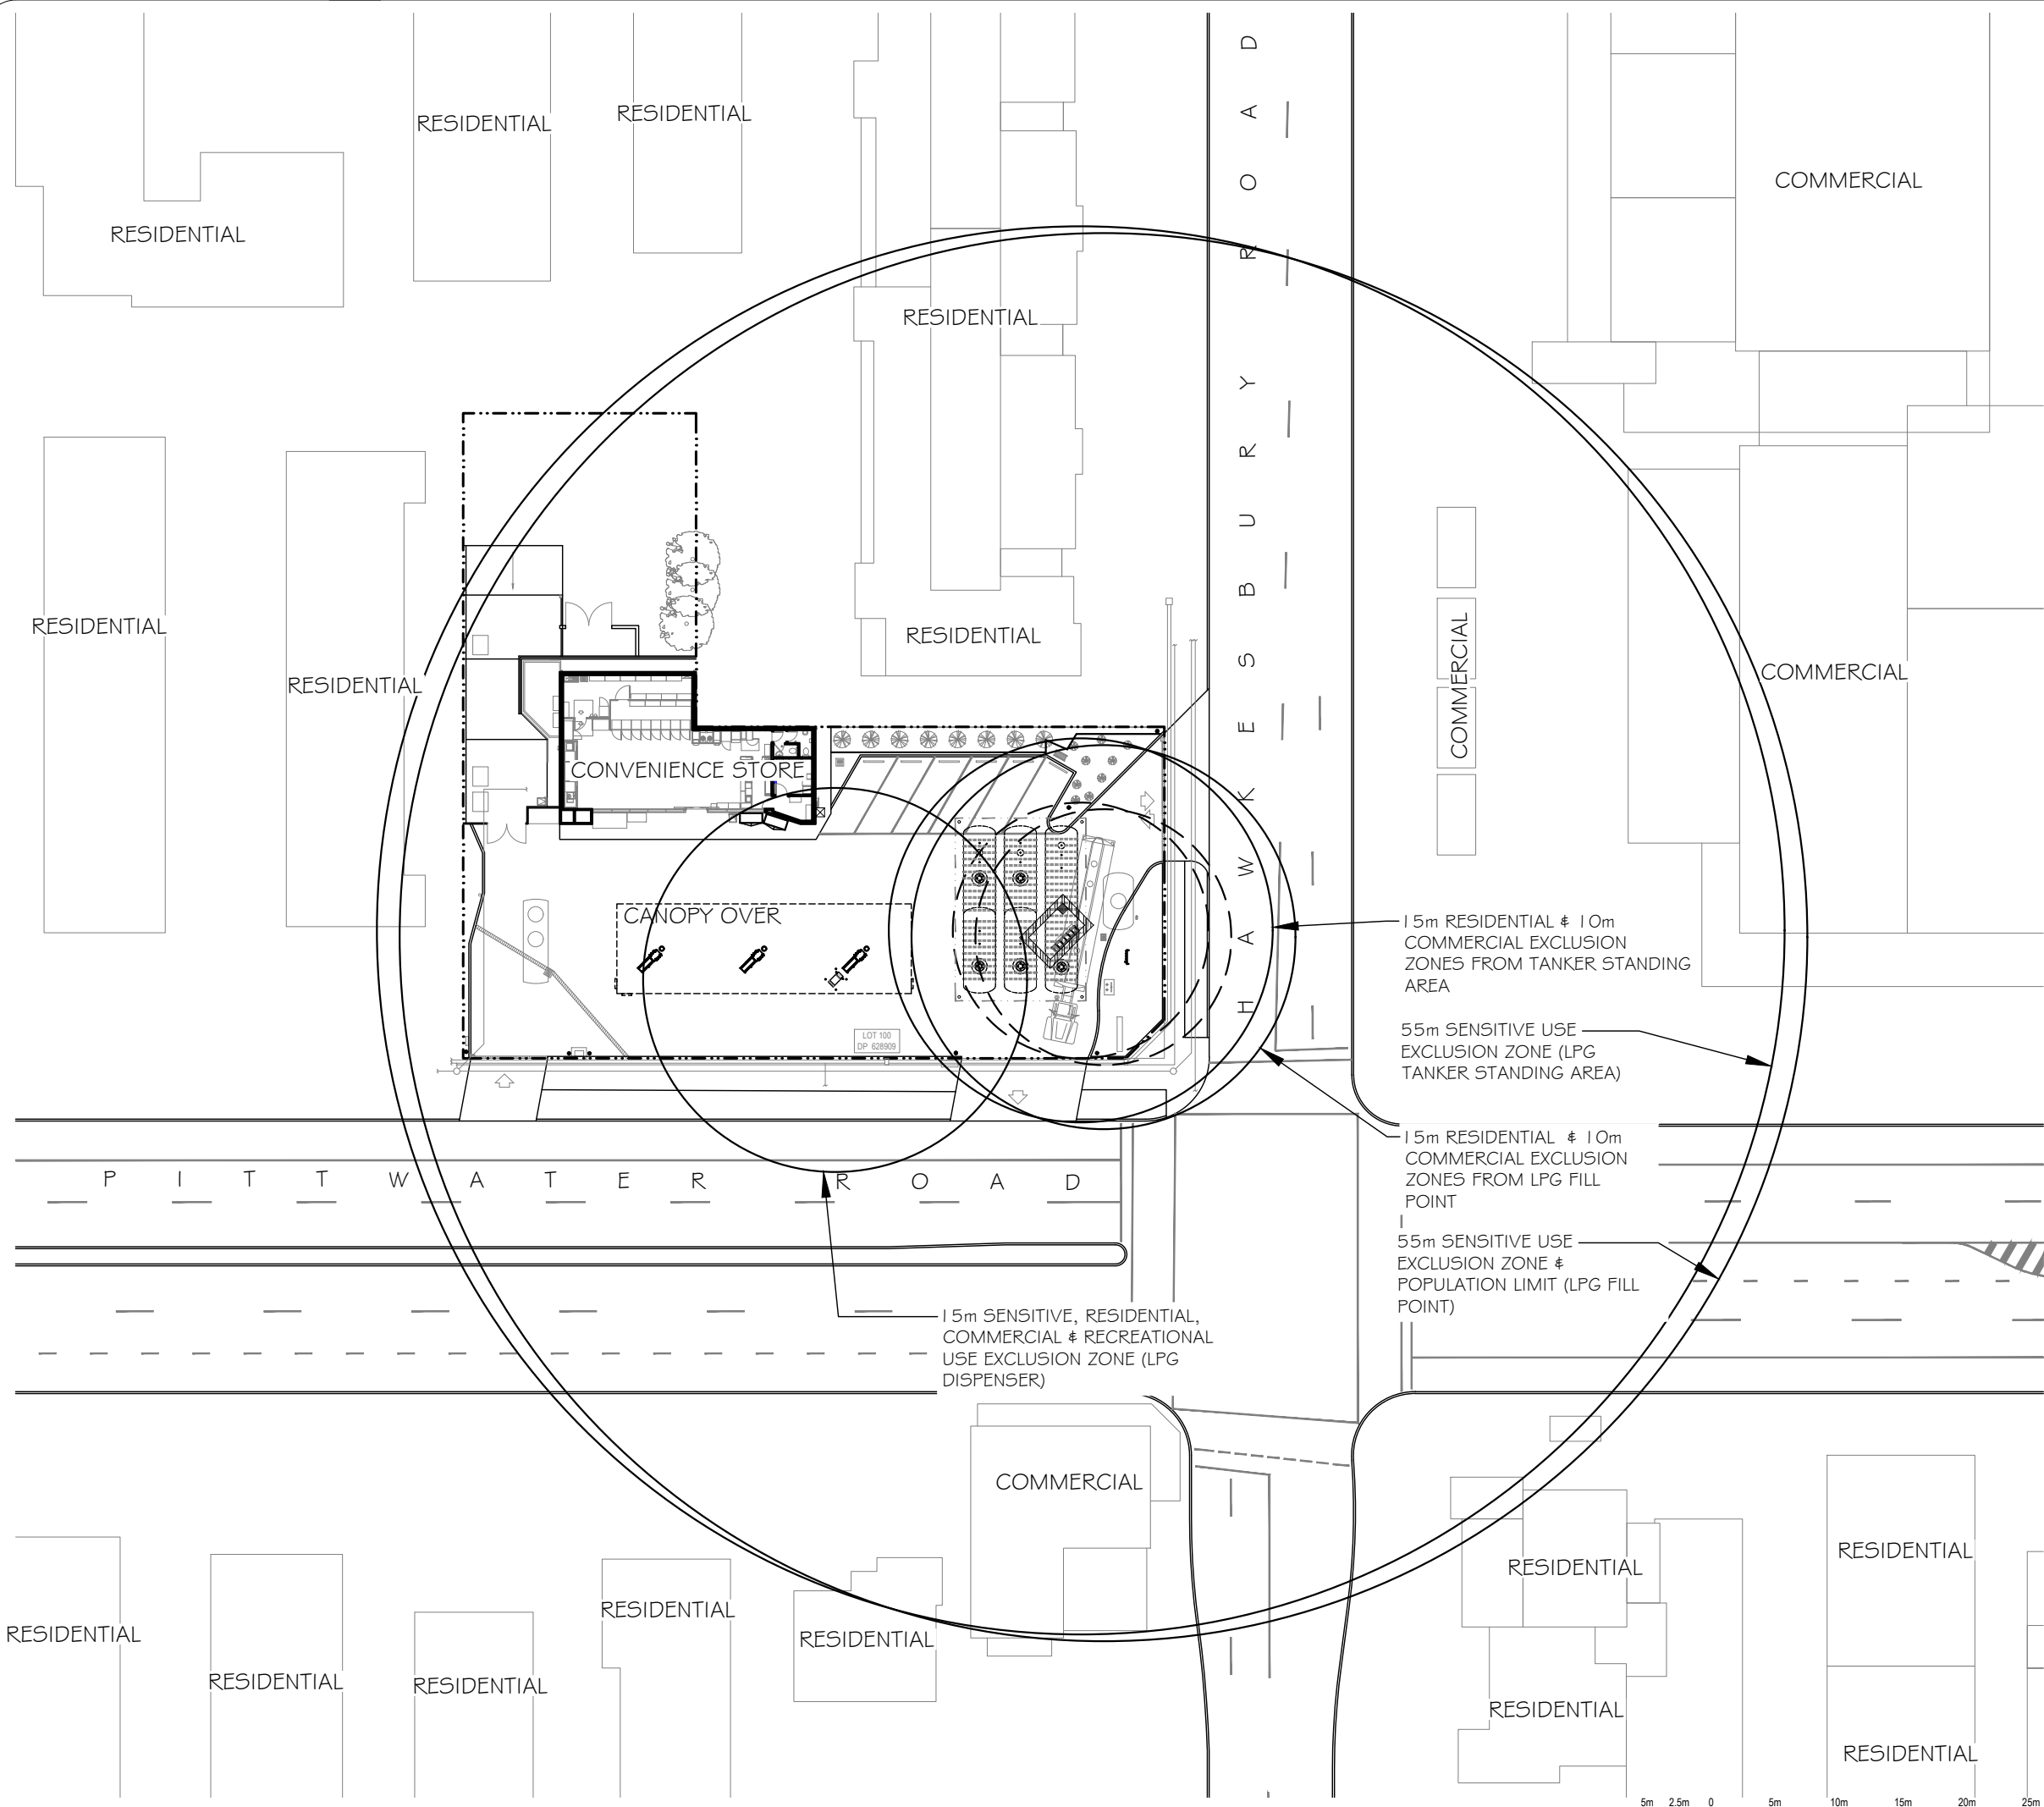 HAWKESBURY ROAD
RESIDENTIAL
RESIDENTIAL
RESIDENTIAL
COMMERCIAL
RESIDENTIAL
RESIDENTIAL
RESIDENTIAL
RESIDENTIAL
COMMERCIAL
COMMERCIAL
CONVENIENCE STORE
CANOPY OVER
LOT 100
DP 628909
15m RESIDENTIAL & 10m
COMMERCIAL EXCLUSION
ZONES FROM TANKER STANDING
AREA
55m SENSITIVE USE
EXCLUSION ZONE (LPG
TANKER STANDING AREA)
15m RESIDENTIAL & 10m
COMMERCIAL EXCLUSION
ZONES FROM LPG FILL
POINT
PITTWATER ROAD
55m SENSITIVE USE
EXCLUSION ZONE &
POPULATION LIMIT (LPG FILL
POINT)
15m SENSITIVE, RESIDENTIAL,
COMMERCIAL & RECREATIONAL
USE EXCLUSION ZONE (LPG
DISPENSER)
COMMERCIAL
RESIDENTIAL
RESIDENTIAL
RESIDENTIAL
RESIDENTIAL
RESIDENTIAL
RESIDENTIAL
RESIDENTIAL
RESIDENTIAL
RESIDENTIAL
5m 2.5m 0 5m 10m 15m 20m 25m